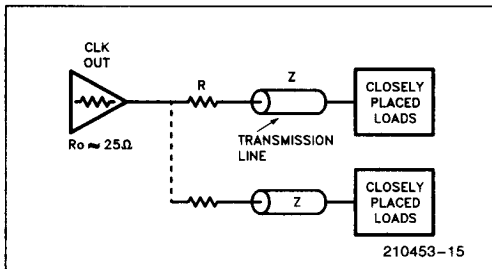 CLK
OUT
R
Z
CLOSELY
PLACED
LOADS
Ro ≈ 25Ω
TRANSMISSION
LINE
Z
CLOSELY
PLACED
LOADS
210453-15